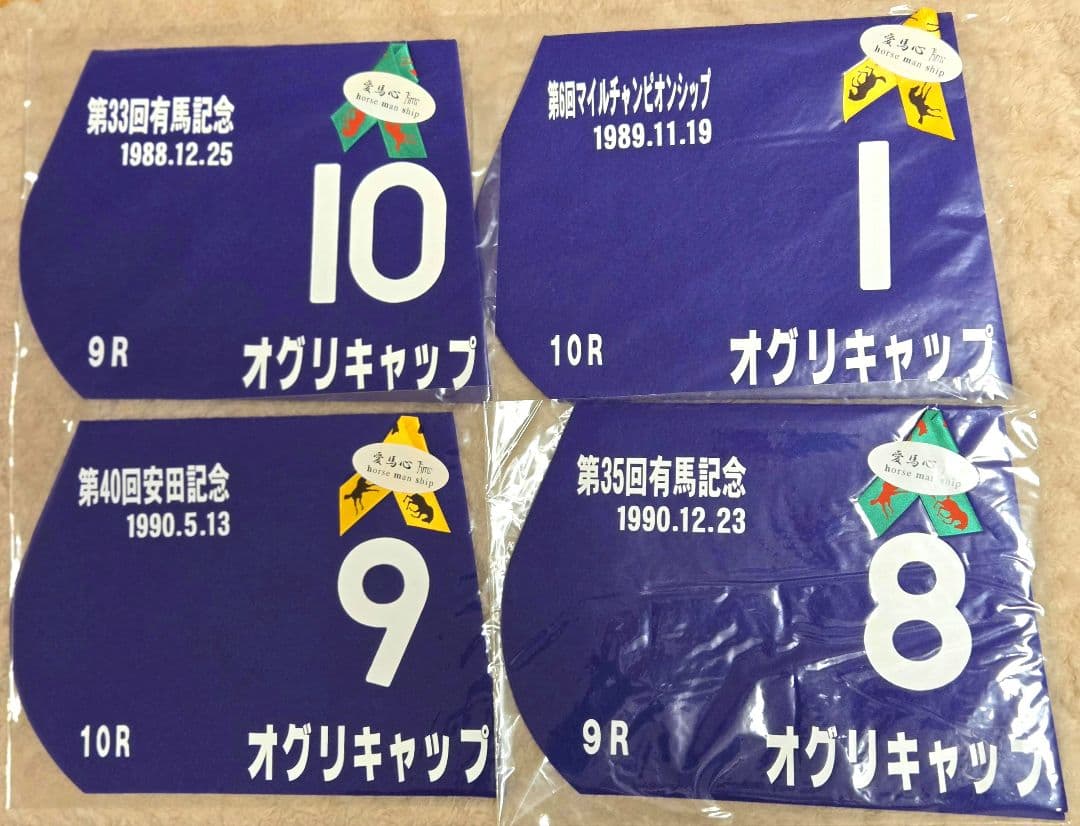 第33回有馬記念
1988.12.25
愛馬心
horse man ship
10
9R
オグリキャップ
第6回マイルチャンピオンシップ
1989.11.19
愛馬心
horse man ship
1
10R
オグリキャップ
第40回安田記念
1990.5.13
愛馬心
horse man ship
9
10R
オグリキャップ
第35回有馬記念
1990.12.23
愛馬心
horse man ship
8
9R
オグリキャップ